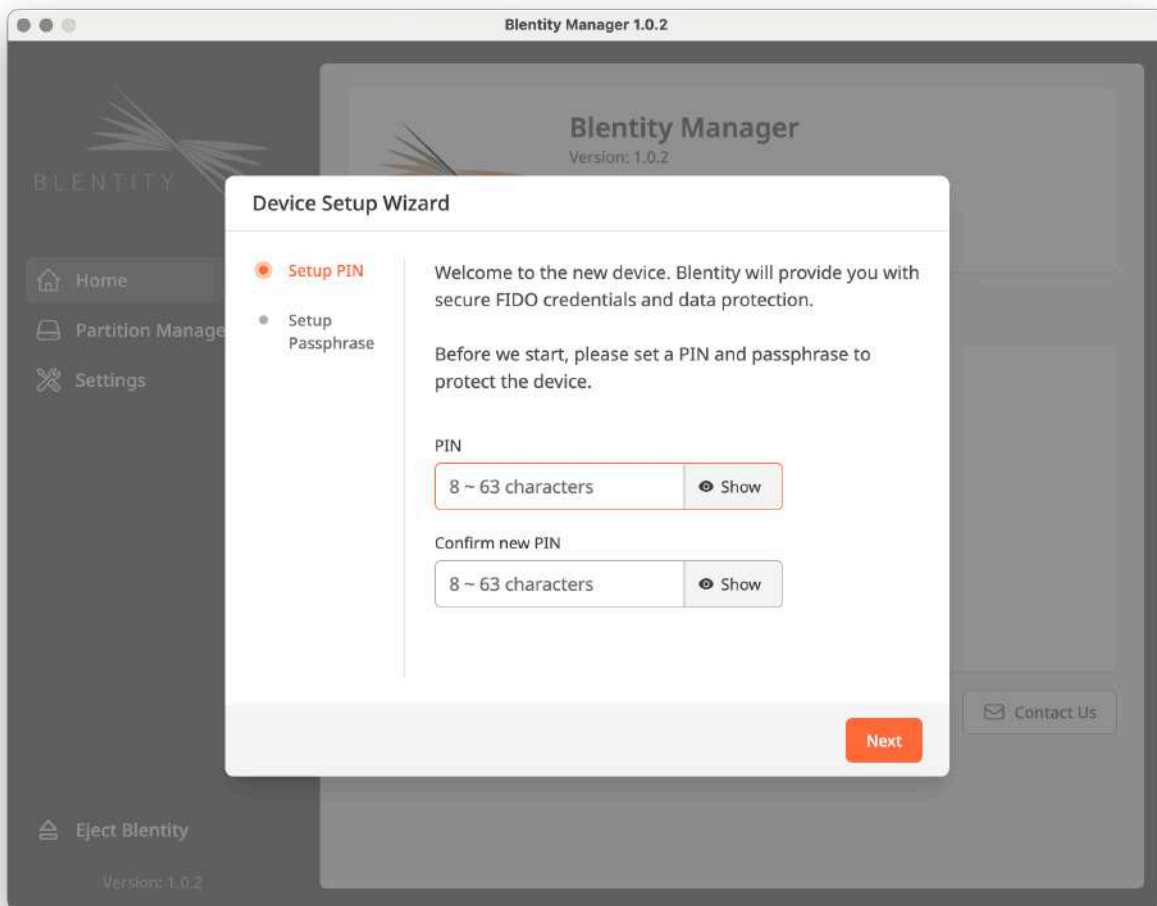 Blentity Manager 1.0.2
BLENTITY
Home
Partition Manage
Settings
Eject Blentity
Version: 1.0.2
Blentity Manager
Version: 1.0.2
Contact Us
Device Setup Wizard
Setup PIN
Setup
Passphrase
Welcome to the new device. Blentity will provide you with
secure FIDO credentials and data protection.
Before we start, please set a PIN and passphrase to
protect the device.
PIN
8 ~ 63 characters
Show
Confirm new PIN
8 ~ 63 characters
Show
Next